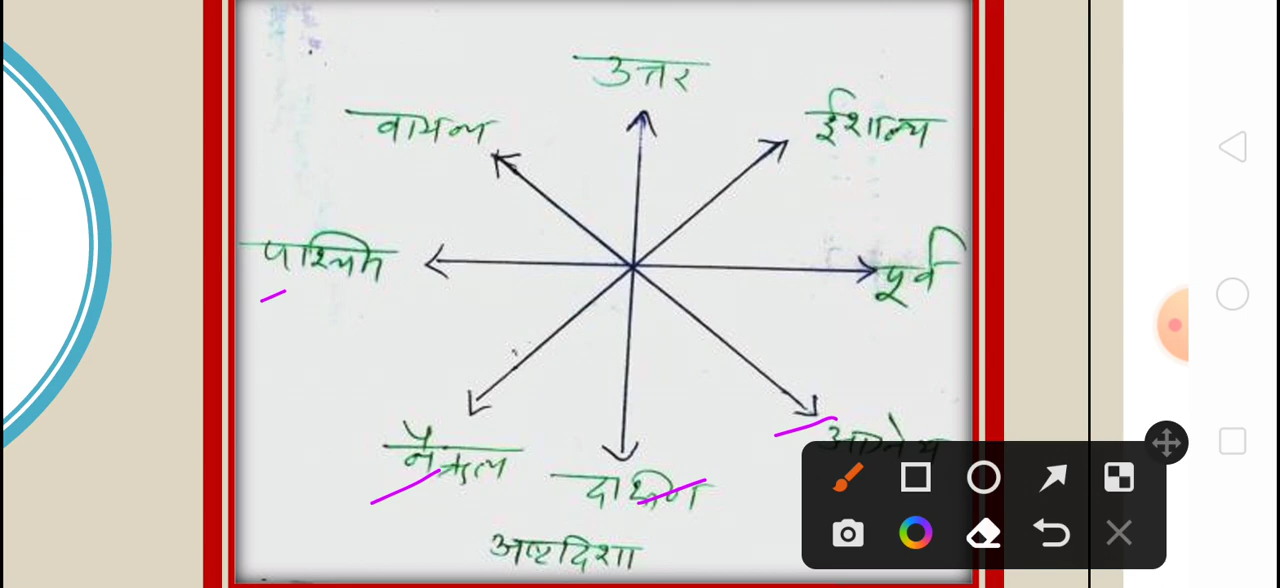 उत्तर
वायव्य
ईशान्य
पश्चिम
पूर्व
नैऋत्य
दक्षिण
आग्नेय
अष्टदिशा